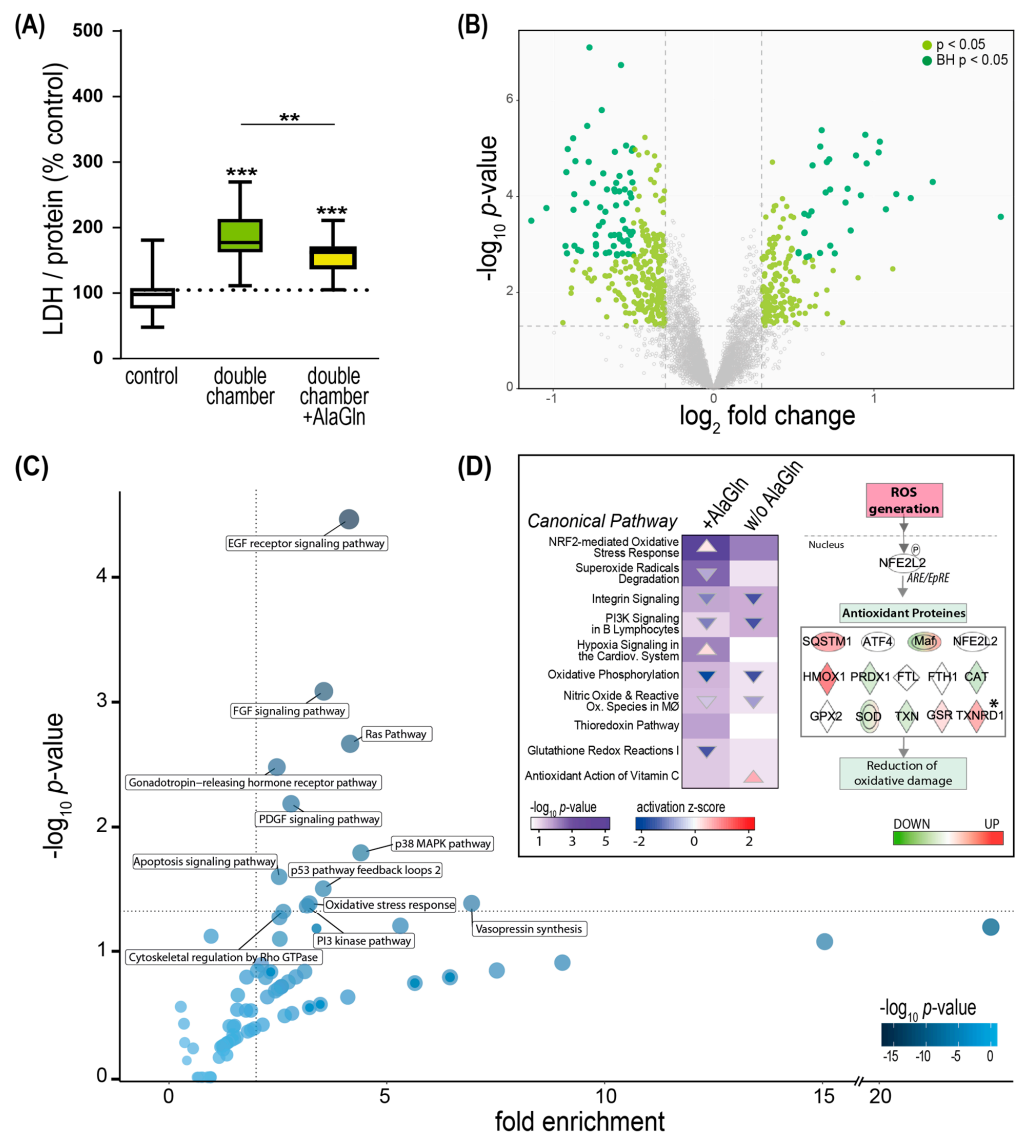 (A)
500
400
300
200
100
0
LDH / protein (% control)
**
***
***
control
double
chamber
double
chamber
+AlaGln
(B)
p < 0.05
BH p < 0.05
6
4
2
0
-log10 p-value
-1
0
1
log2 fold change
(C)
4
3
2
1
0
-log10 p-value
EGF receptor signaling pathway
FGF signaling pathway
Ras Pathway
Gonadotropin−releasing hormone receptor pathway
PDGF signaling pathway
p38 MAPK pathway
Apoptosis signaling pathway
p53 pathway feedback loops 2
Oxidative stress response
Vasopressin synthesis
PI3 kinase pathway
Cytoskeletal regulation by Rho GTPase
-log10 p-value
-15
-10
-5
0
0
5
10
15
20
fold enrichment
(D)
Canonical Pathway
+AlaGln
w/o AlaGln
NRF2-mediated Oxidative
Stress Response
Superoxide Radicals
Degradation
Integrin Signaling
PI3K Signaling
in B Lymphocytes
Hypoxia Signaling in
the Cardiov. System
Oxidative Phosphorylation
Nitric Oxide & Reactive
Ox. Species in MØ
Thioredoxin Pathway
Glutathione Redox Reactions I
Antioxidant Action of Vitamin C
-log10 p-value
1
3
5
activation z-score
-2
0
2
ROS
generation
Nucleus
P
NFE2L2
ARE/EpRE
Antioxidant Proteines
SQSTM1
ATF4
Maf
NFE2L2
HMOX1
PRDX1
FTL
FTH1
CAT
GPX2
SOD
TXN
GSR
TXNRD1
*
Reduction of
oxidative damage
DOWN
UP